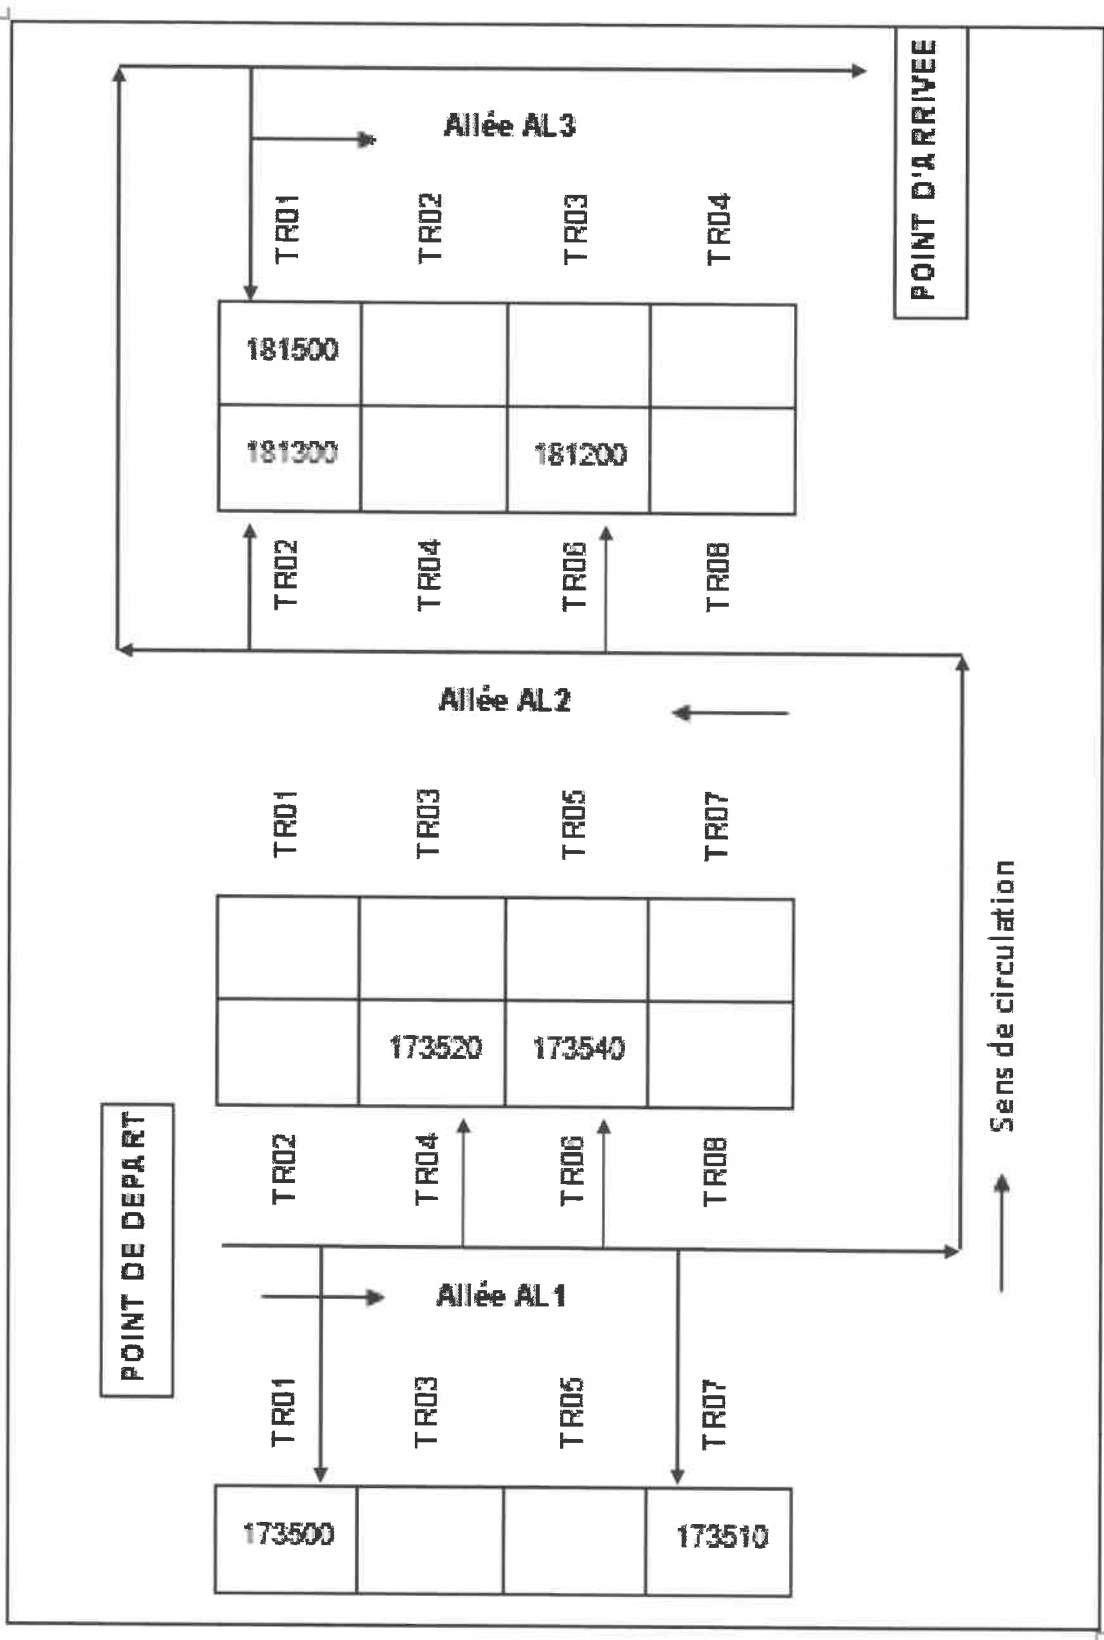 POINT D'ARRIVEE
Allée AL3
TR01
TR02
TR03
TR04
181500
181300
181200
TR02
TR04
TR06
TR08
Allée AL2
TR01
TR03
TR05
TR07
173520
173540
POINT DE DEPART
TR02
TR04
TR06
TR08
Sens de circulation
Allée AL1
TR01
TR03
TR05
TR07
173500
173510